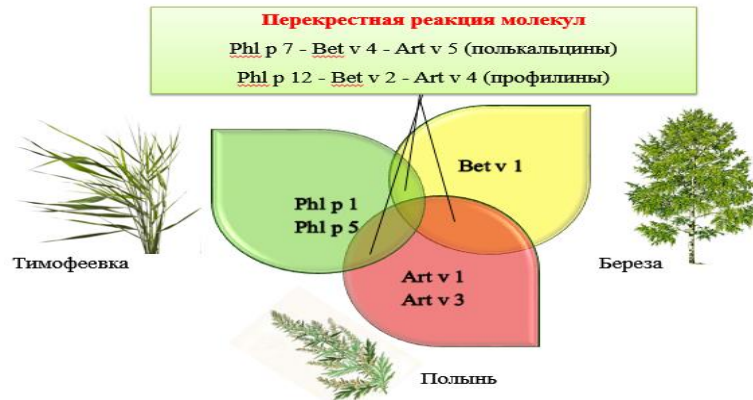 Перекрестная реакция молекул
Phl p 7 - Bet v 4 - Art v 5 (полькальцины)
Phl p 12 - Bet v 2 - Art v 4 (профилины)
Bet v 1
Phl p 1
Phl p 5
Тимофеевка
Береза
Art v 1
Art v 3
Полынь